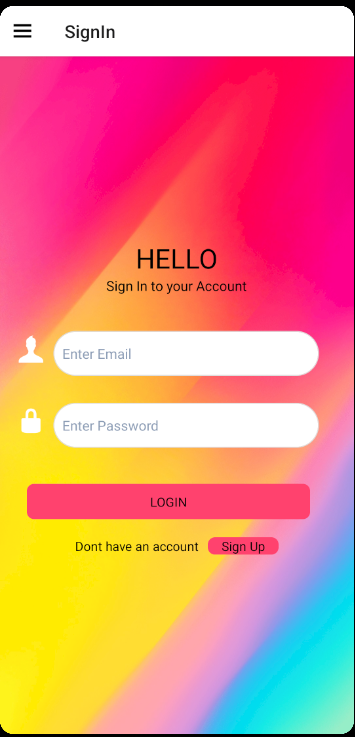 SignIn
HELLO
Sign In to your Account
Enter Email
Enter Password
LOGIN
Dont have an account Sign Up